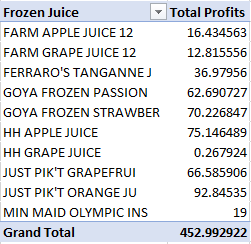 Frozen Juice Total Profits
FARM APPLE JUICE 12 16.434563
FARM GRAPE JUICE 12 12.815556
FERRARO'S TANGANNE J 36.97956
GOYA FROZEN PASSION 62.690727
GOYA FROZEN STRAWBER 70.226847
HH APPLE JUICE 75.146489
HH GRAPE JUICE 0.267924
JUST PIK'T GRAPEFRUI 66.585906
JUST PIK'T ORANGE JU 92.84535
MIN MAID OLYMPIC INS 19
Grand Total 452.992922